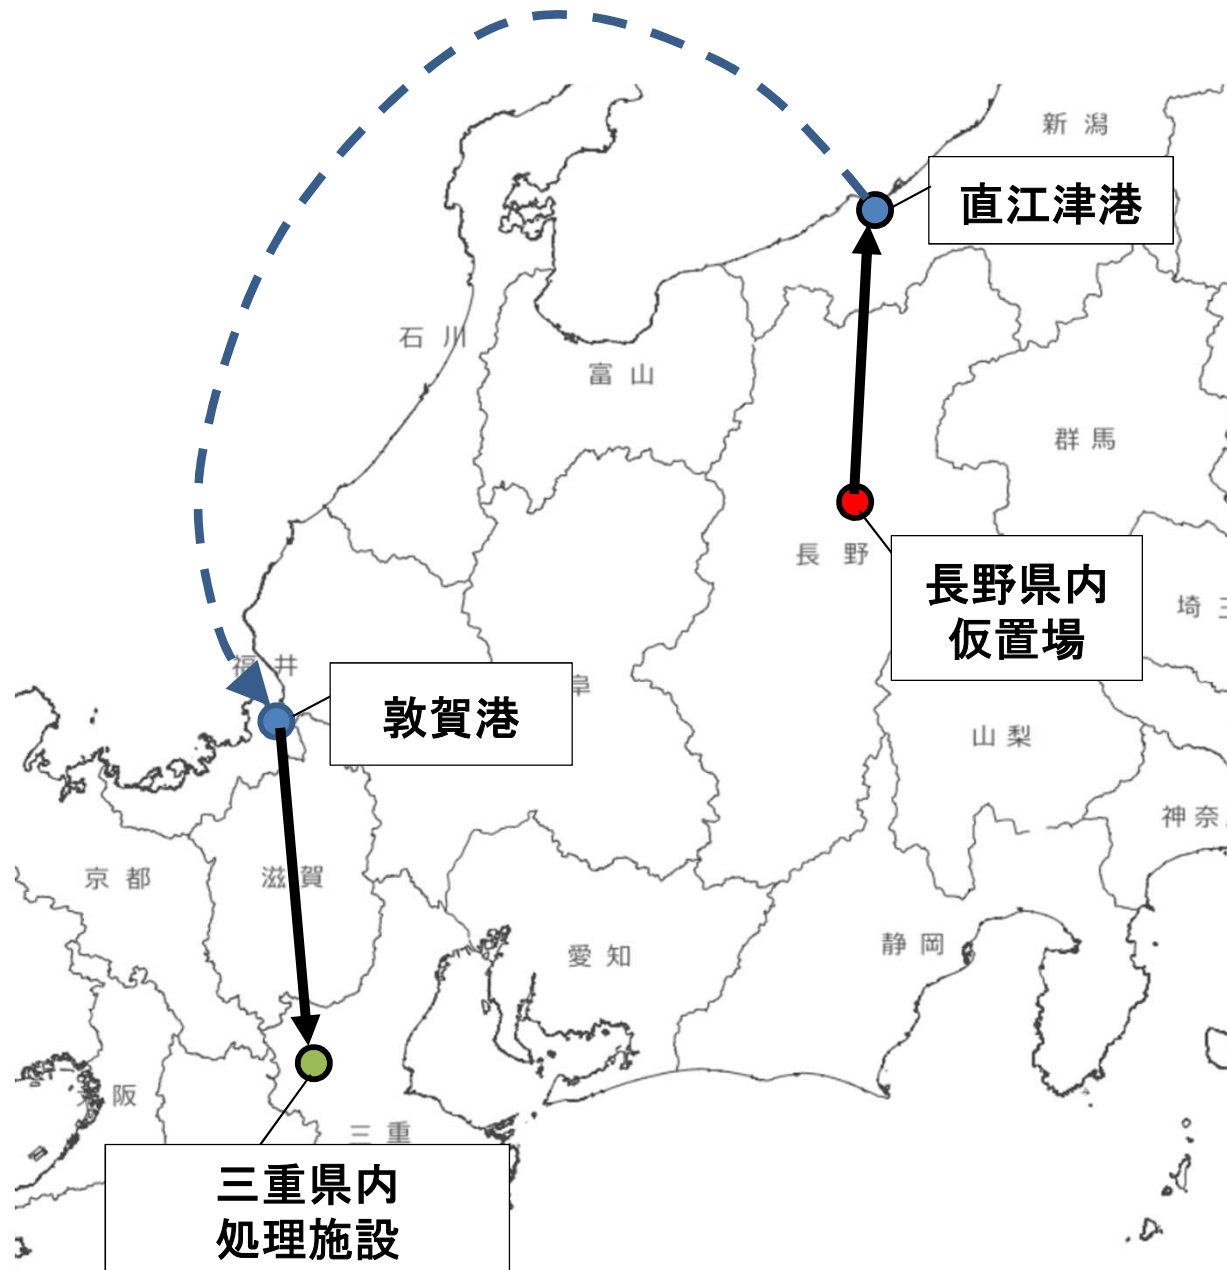 新潟
直江津港
石川
富山
群馬
長野
長野県内
仮置場
埼
福井
敦賀港
阜
山梨
神奈
京都
滋賀
愛知
静岡
阪
三重
三重県内
処理施設